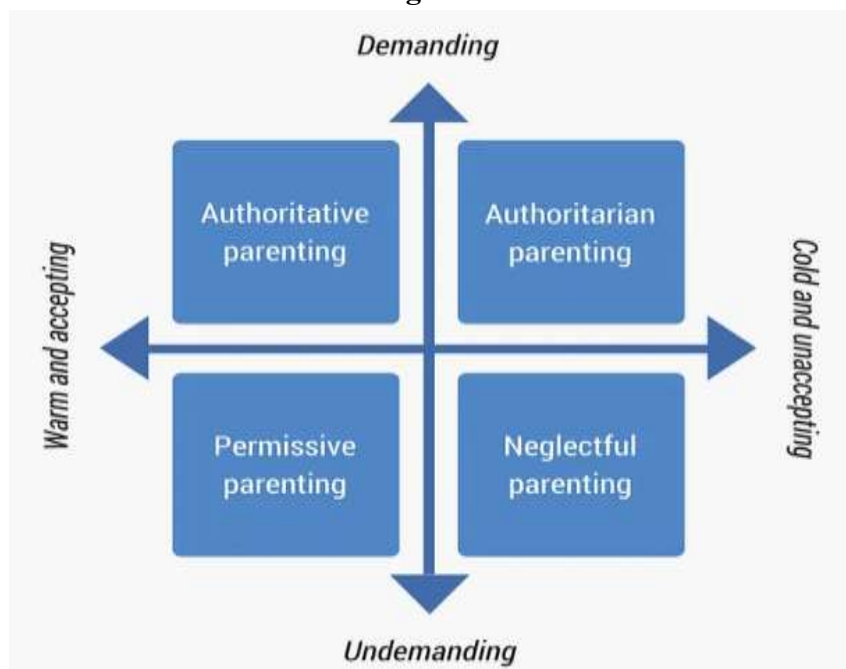 Demanding
Authoritative
parenting
Authoritarian
parenting
Warm and accepting
Cold and unaccepting
Permissive
parenting
Neglectful
parenting
Undemanding